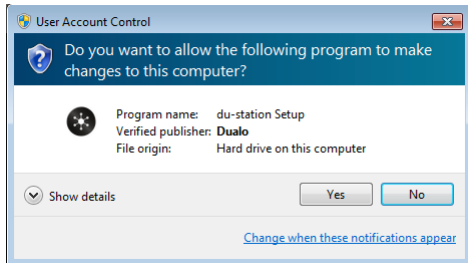 User Account Control
Do you want to allow the following program to make
changes to this computer?
Program name: du-station Setup
Verified publisher: Dualo
File origin: Hard drive on this computer
Show details
Yes
No
Change when these notifications appear